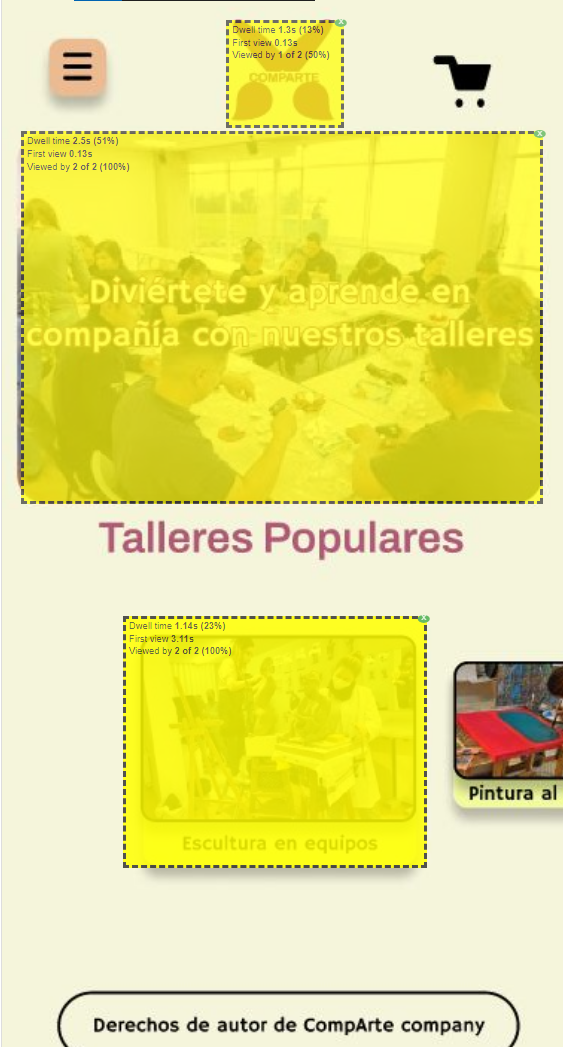 Dwell time 1.3s (13%)
First view 0.13s
Viewed by 1 of 2 (50%)
COMPARTE
Dwell time 2.5s (51%)
First view 0.13s
Viewed by 2 of 2 (100%)
Diviértete y aprende en
compañía con nuestros talleres
Talleres Populares
Dwell time 1.14s (23%)
First view 3.11s
Viewed by 2 of 2 (100%)
Escultura en equipos
Pintura al
Derechos de autor de CompArte company